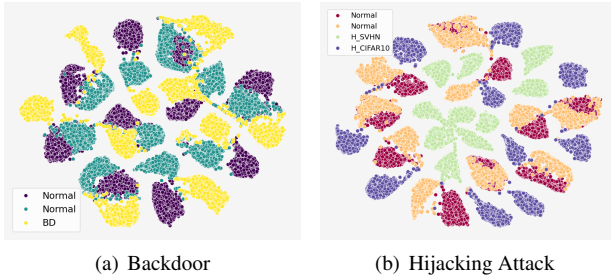 Normal
Normal
BD
Normal
Normal
H_SVHN
H_CIFAR10
(a) Backdoor
(b) Hijacking Attack